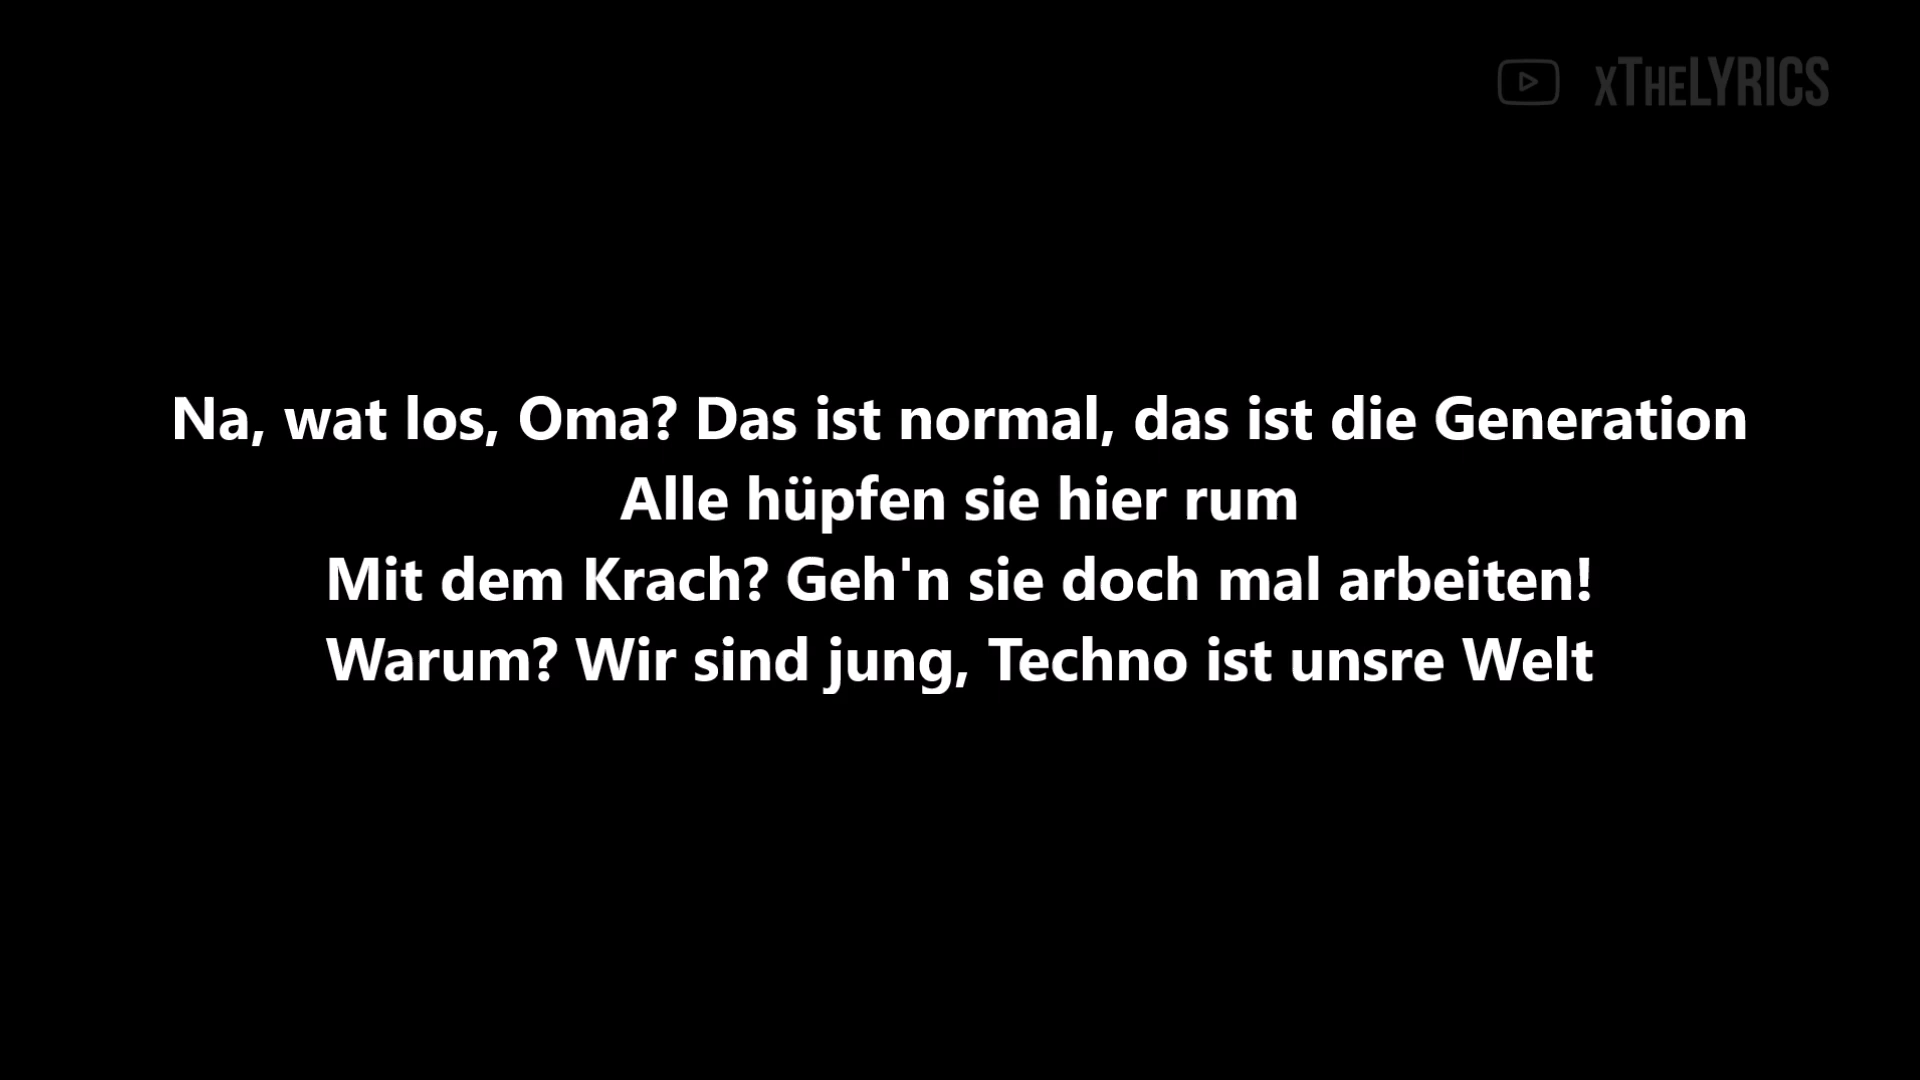 xTheLYRICS
Na, wat los, Oma? Das ist normal, das ist die Generation
Alle hüpfen sie hier rum
Mit dem Krach? Geh'n sie doch mal arbeiten!
Warum? Wir sind jung, Techno ist unsre Welt